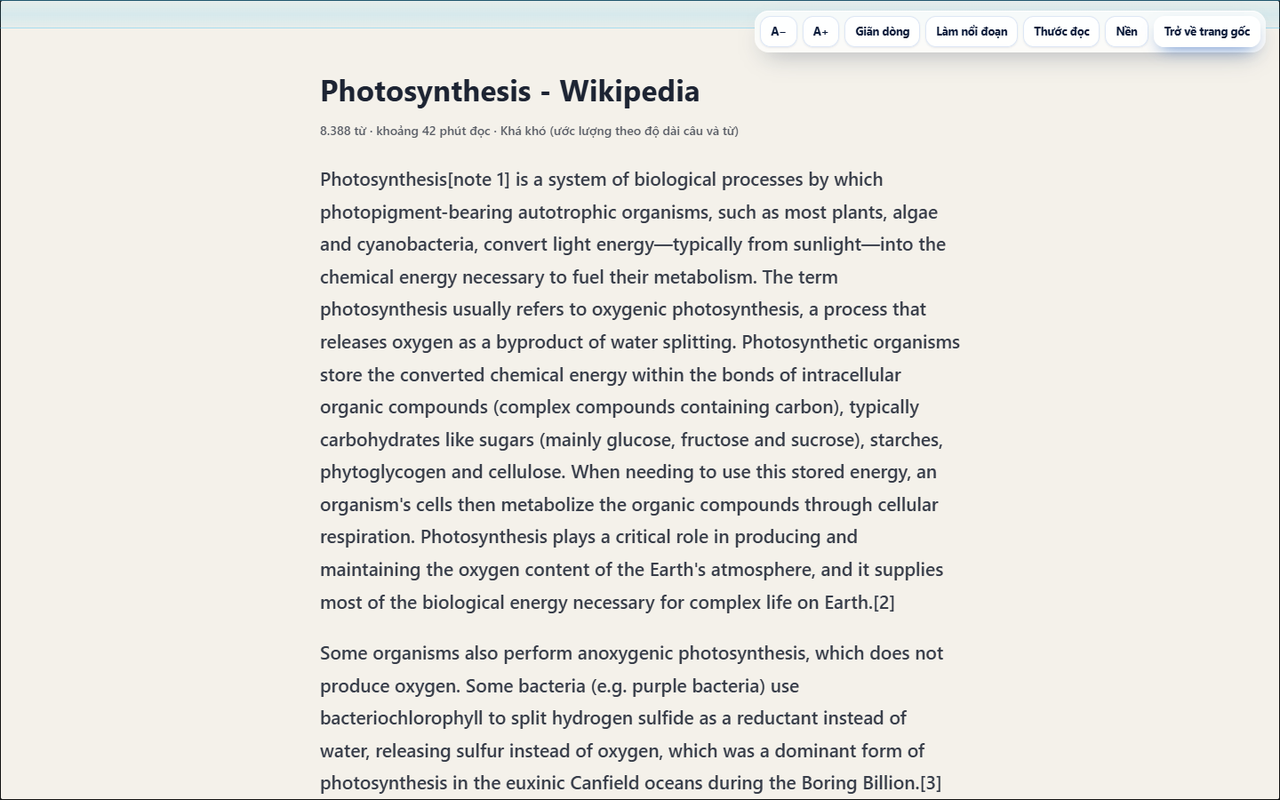 A−
A+
Giãn dòng
Làm nổi đoạn
Thước đọc
Nền
Trở về trang gốc
Photosynthesis - Wikipedia
8.388 từ · khoảng 42 phút đọc · Khá khó (ước lượng theo độ dài câu và từ)
Photosynthesis[note 1] is a system of biological processes by which
photopigment-bearing autotrophic organisms, such as most plants, algae
and cyanobacteria, convert light energy—typically from sunlight—into the
chemical energy necessary to fuel their metabolism. The term
photosynthesis usually refers to oxygenic photosynthesis, a process that
releases oxygen as a byproduct of water splitting. Photosynthetic organisms
store the converted chemical energy within the bonds of intracellular
organic compounds (complex compounds containing carbon), typically
carbohydrates like sugars (mainly glucose, fructose and sucrose), starches,
phytoglycogen and cellulose. When needing to use this stored energy, an
organism's cells then metabolize the organic compounds through cellular
respiration. Photosynthesis plays a critical role in producing and
maintaining the oxygen content of the Earth's atmosphere, and it supplies
most of the biological energy necessary for complex life on Earth.[2]
Some organisms also perform anoxygenic photosynthesis, which does not
produce oxygen. Some bacteria (e.g. purple bacteria) use
bacteriochlorophyll to split hydrogen sulfide as a reductant instead of
water, releasing sulfur instead of oxygen, which was a dominant form of
photosynthesis in the euxinic Canfield oceans during the Boring Billion.[3]